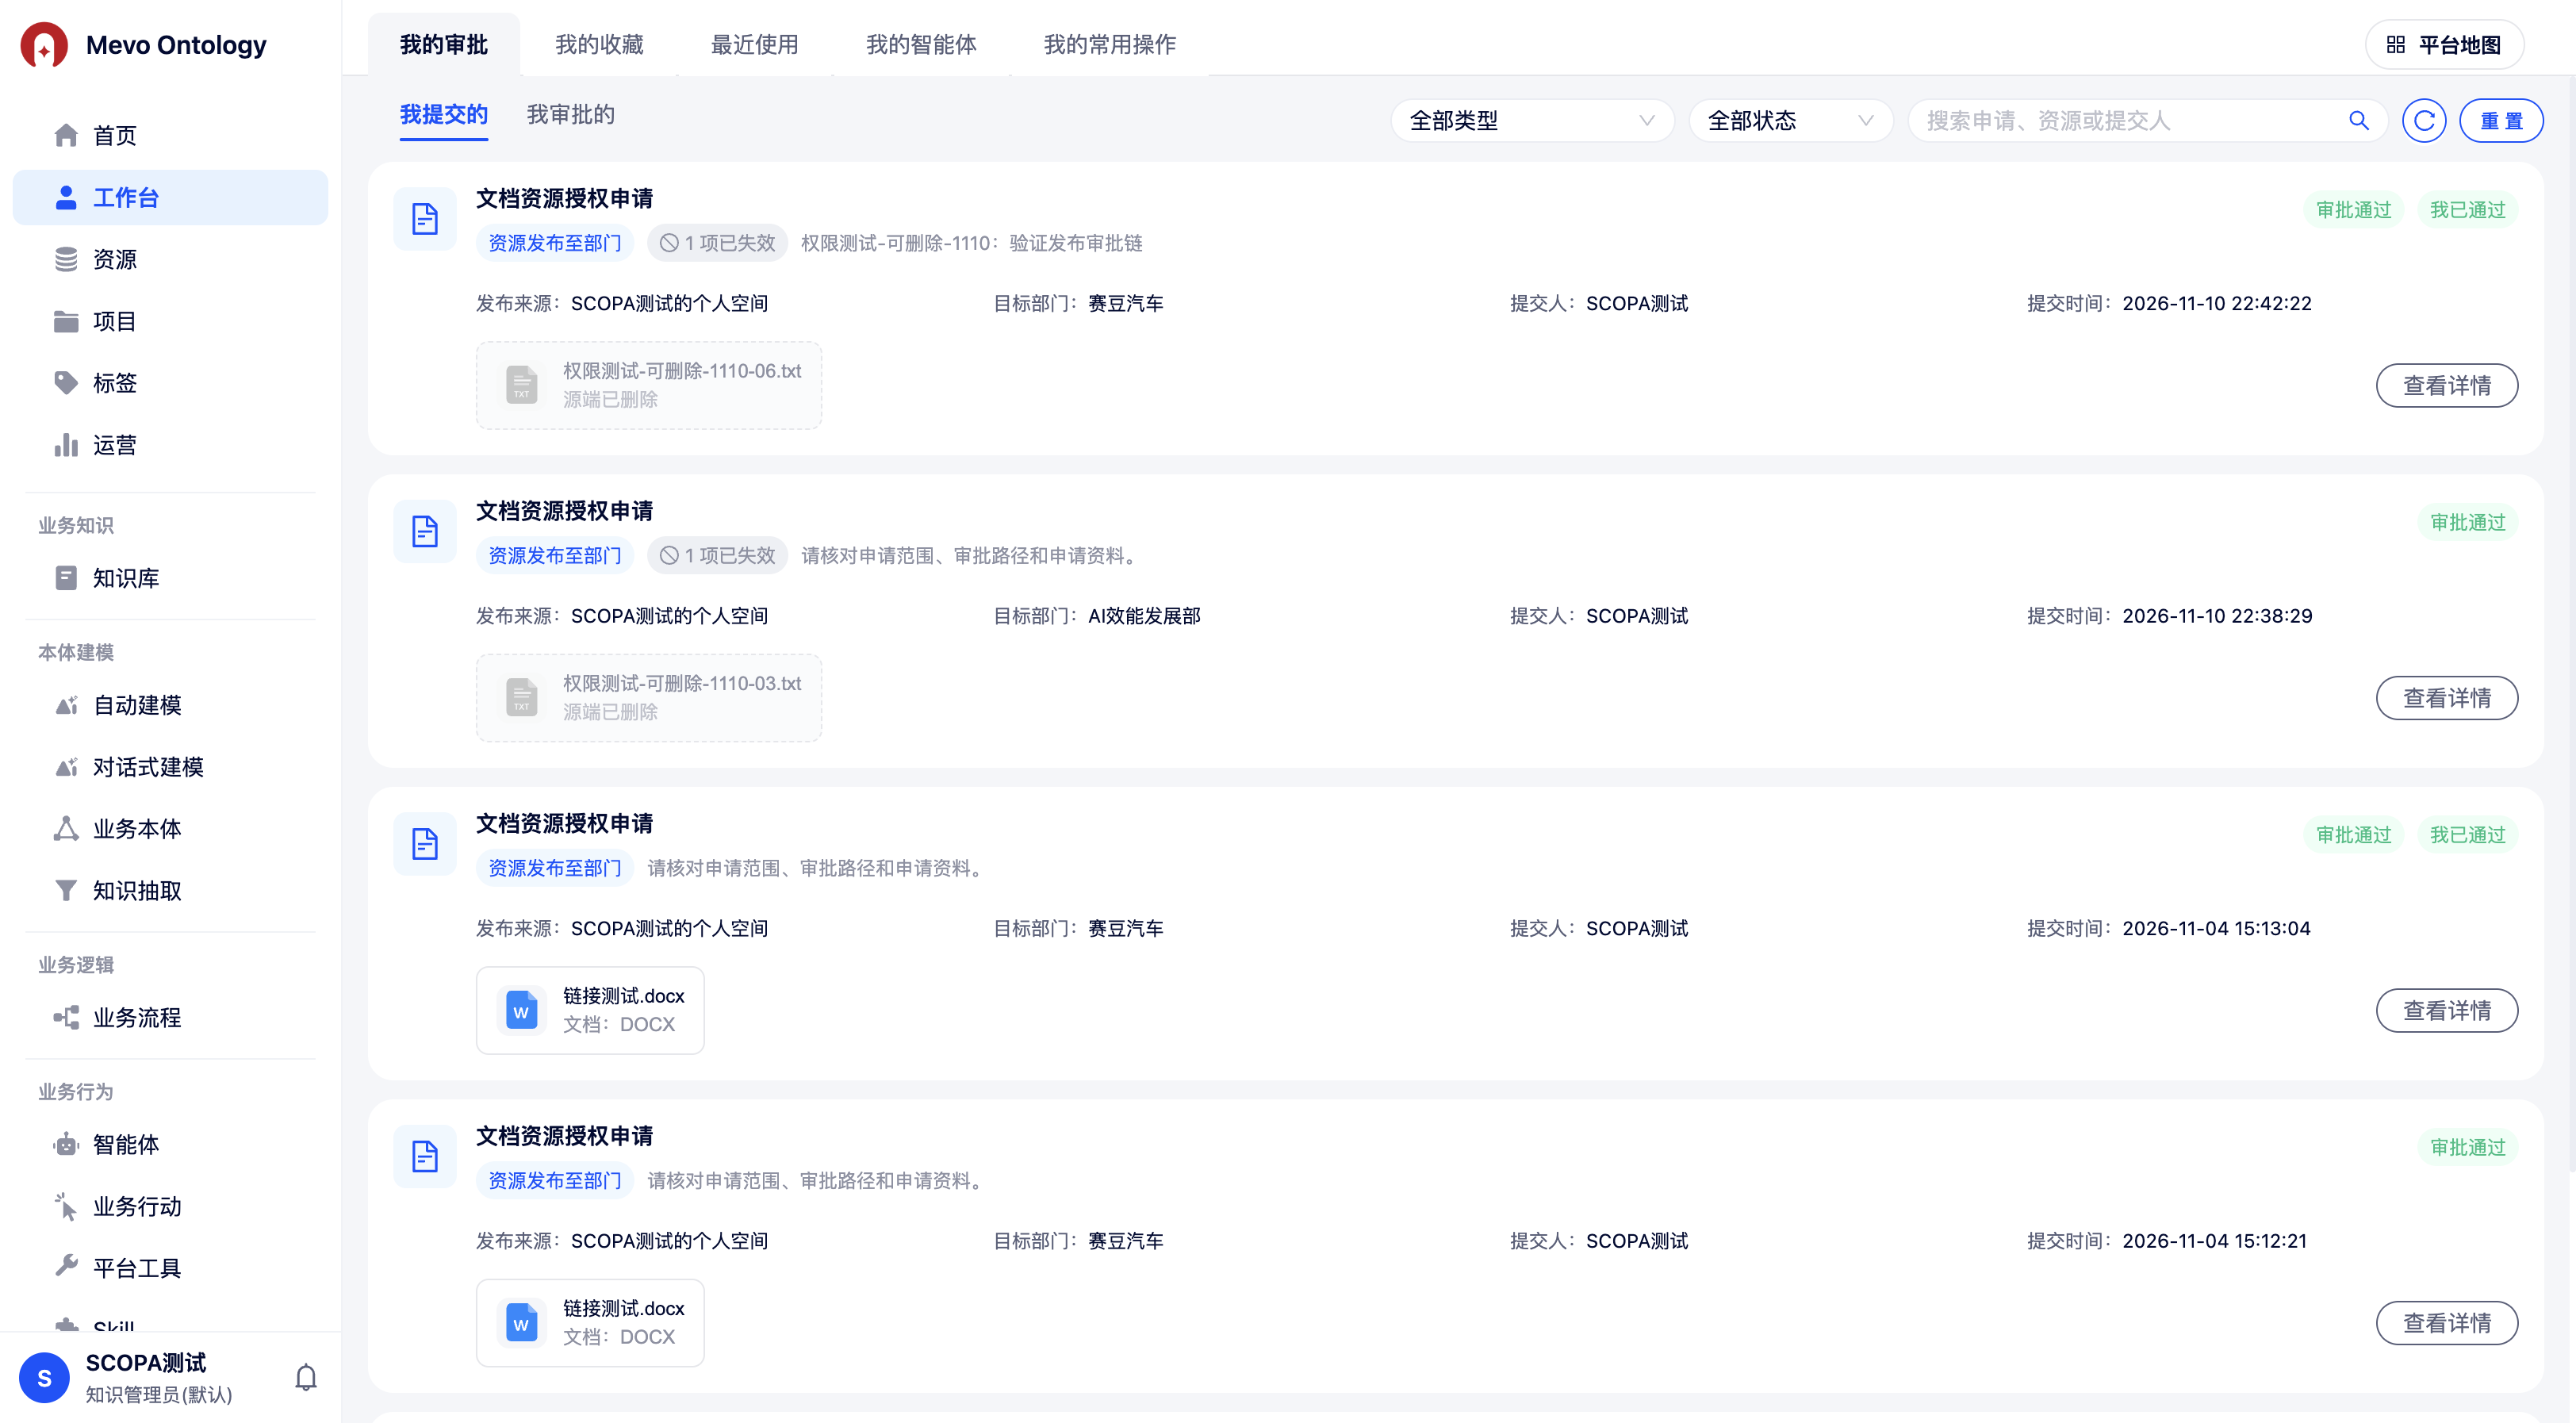 Mevo Ontology
首页
工作台
资源
项目
标签
运营
业务知识
知识库
本体建模
自动建模
对话式建模
业务本体
知识抽取
业务逻辑
业务流程
业务行为
智能体
业务行动
平台工具
Skill
S
SCOPA测试
知识管理员(默认)
我的审批 我的收藏 最近使用 我的智能体 我的常用操作
平台地图
我提交的 我审批的
全部类型 全部状态 搜索申请、资源或提交人 重 置
文档资源授权申请
审批通过 我已通过
资源发布至部门 1 项已失效 权限测试-可删除-1110：验证发布审批链
发布来源：SCOPA测试的个人空间 目标部门：赛豆汽车 提交人：SCOPA测试 提交时间：2026-11-10 22:42:22
TXT
权限测试-可删除-1110-06.txt
源端已删除
查看详情
文档资源授权申请
审批通过
资源发布至部门 1 项已失效 请核对申请范围、审批路径和申请资料。
发布来源：SCOPA测试的个人空间 目标部门：AI效能发展部 提交人：SCOPA测试 提交时间：2026-11-10 22:38:29
TXT
权限测试-可删除-1110-03.txt
源端已删除
查看详情
文档资源授权申请
审批通过 我已通过
资源发布至部门 请核对申请范围、审批路径和申请资料。
发布来源：SCOPA测试的个人空间 目标部门：赛豆汽车 提交人：SCOPA测试 提交时间：2026-11-04 15:13:04
W
链接测试.docx
文档：DOCX
查看详情
文档资源授权申请
审批通过
资源发布至部门 请核对申请范围、审批路径和申请资料。
发布来源：SCOPA测试的个人空间 目标部门：赛豆汽车 提交人：SCOPA测试 提交时间：2026-11-04 15:12:21
W
链接测试.docx
文档：DOCX
查看详情